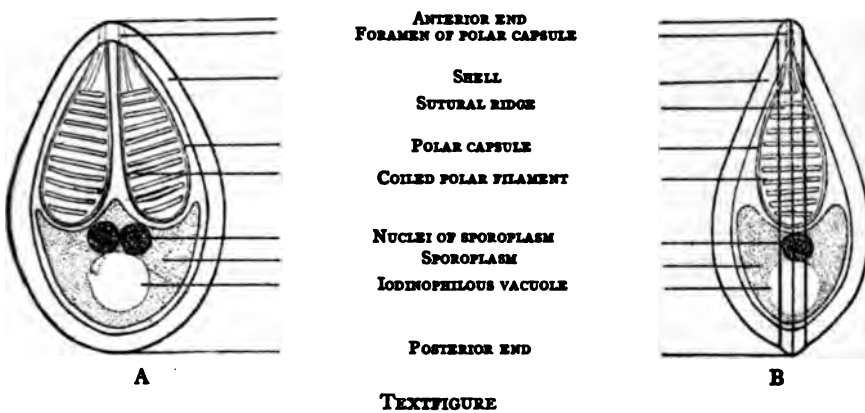 ANTERIOR END
FORAMEN OF POLAR CAPSULE
SHELL
SUTURAL RIDGE
POLAR CAPSULE
COILED POLAR FILAMENT
NUCLEI OF SPOROPLASM
SPOROPLASM
IODINOPHILOUS VACUOLE
POSTERIOR END
A B
TEXTFIGURE